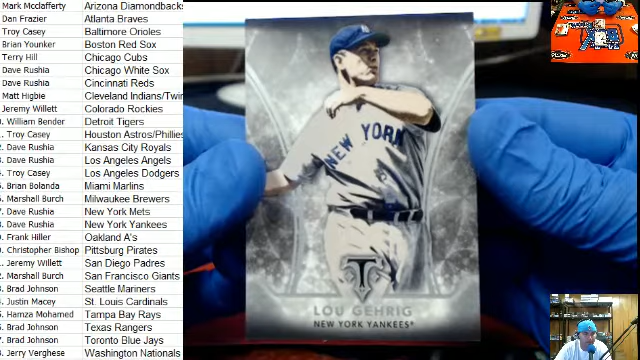 Mark Mcclafferty Arizona Diamondbacks
Dan Frazier Atlanta Braves
Troy Casey Baltimore Orioles
Brian Younker Boston Red Sox
Terry Hill Chicago Cubs
Dave Rushia Chicago White Sox
Dave Rushia Cincinnati Reds
Matt Higbie Cleveland Indians/Twin
Jeremy Willett Colorado Rockies
William Bender Detroit Tigers
Troy Casey Houston Astros/Phillies
Dave Rushia Kansas City Royals
Dave Rushia Los Angeles Angels
Troy Casey Los Angeles Dodgers
Brian Bolanda Miami Marlins
Marshall Burch Milwaukee Brewers
Dave Rushia New York Mets
Dave Rushia New York Yankees
Frank Hiller Oakland A's
Christopher Bishop Pittsburg Pirates
Jeremy Willett San Diego Padres
Marshall Burch San Francisco Giants
Brad Johnson Seattle Mariners
Justin Macey St. Louis Cardinals
Hamza Mohamed Tampa Bay Rays
Brad Johnson Texas Rangers
Brad Johnson Toronto Blue Jays
Jerry Verghese Washington Nationals
NEW YORK
T
LOU GEHRIG
NEW YORK YANKEES